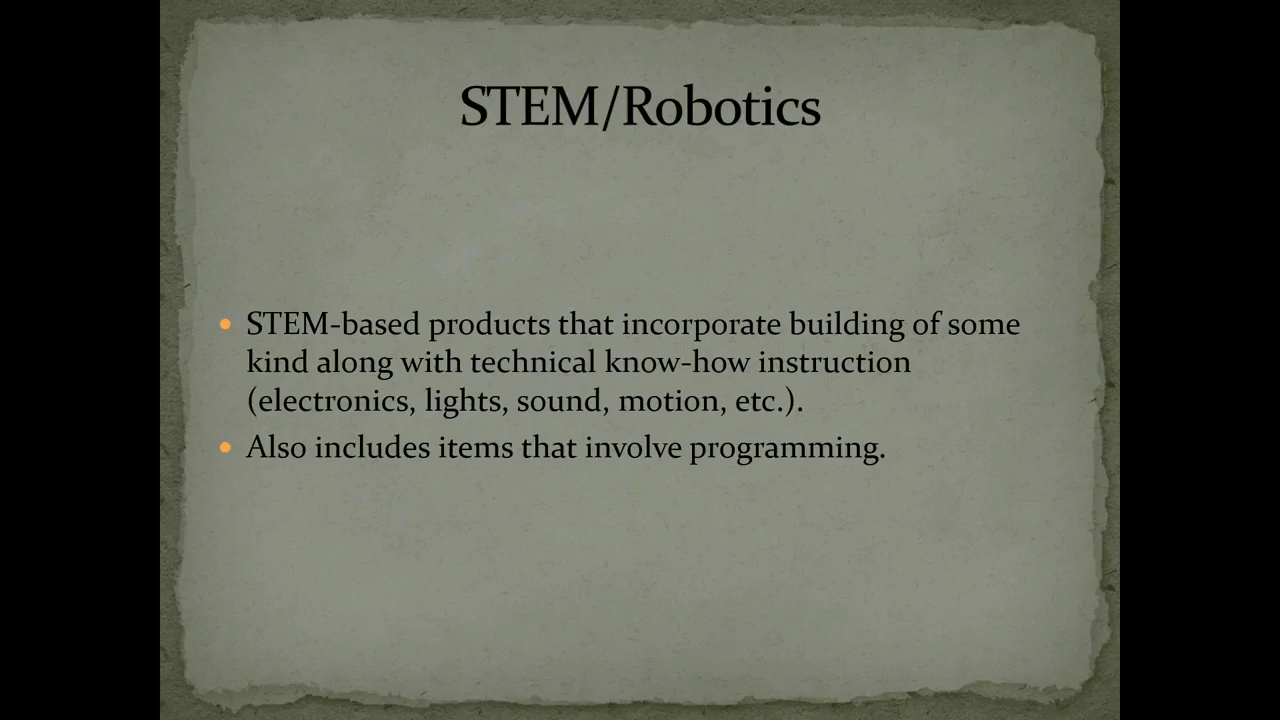 STEM/Robotics
• STEM-based products that incorporate building of some
kind along with technical know-how instruction
(electronics, lights, sound, motion, etc.).
• Also includes items that involve programming.